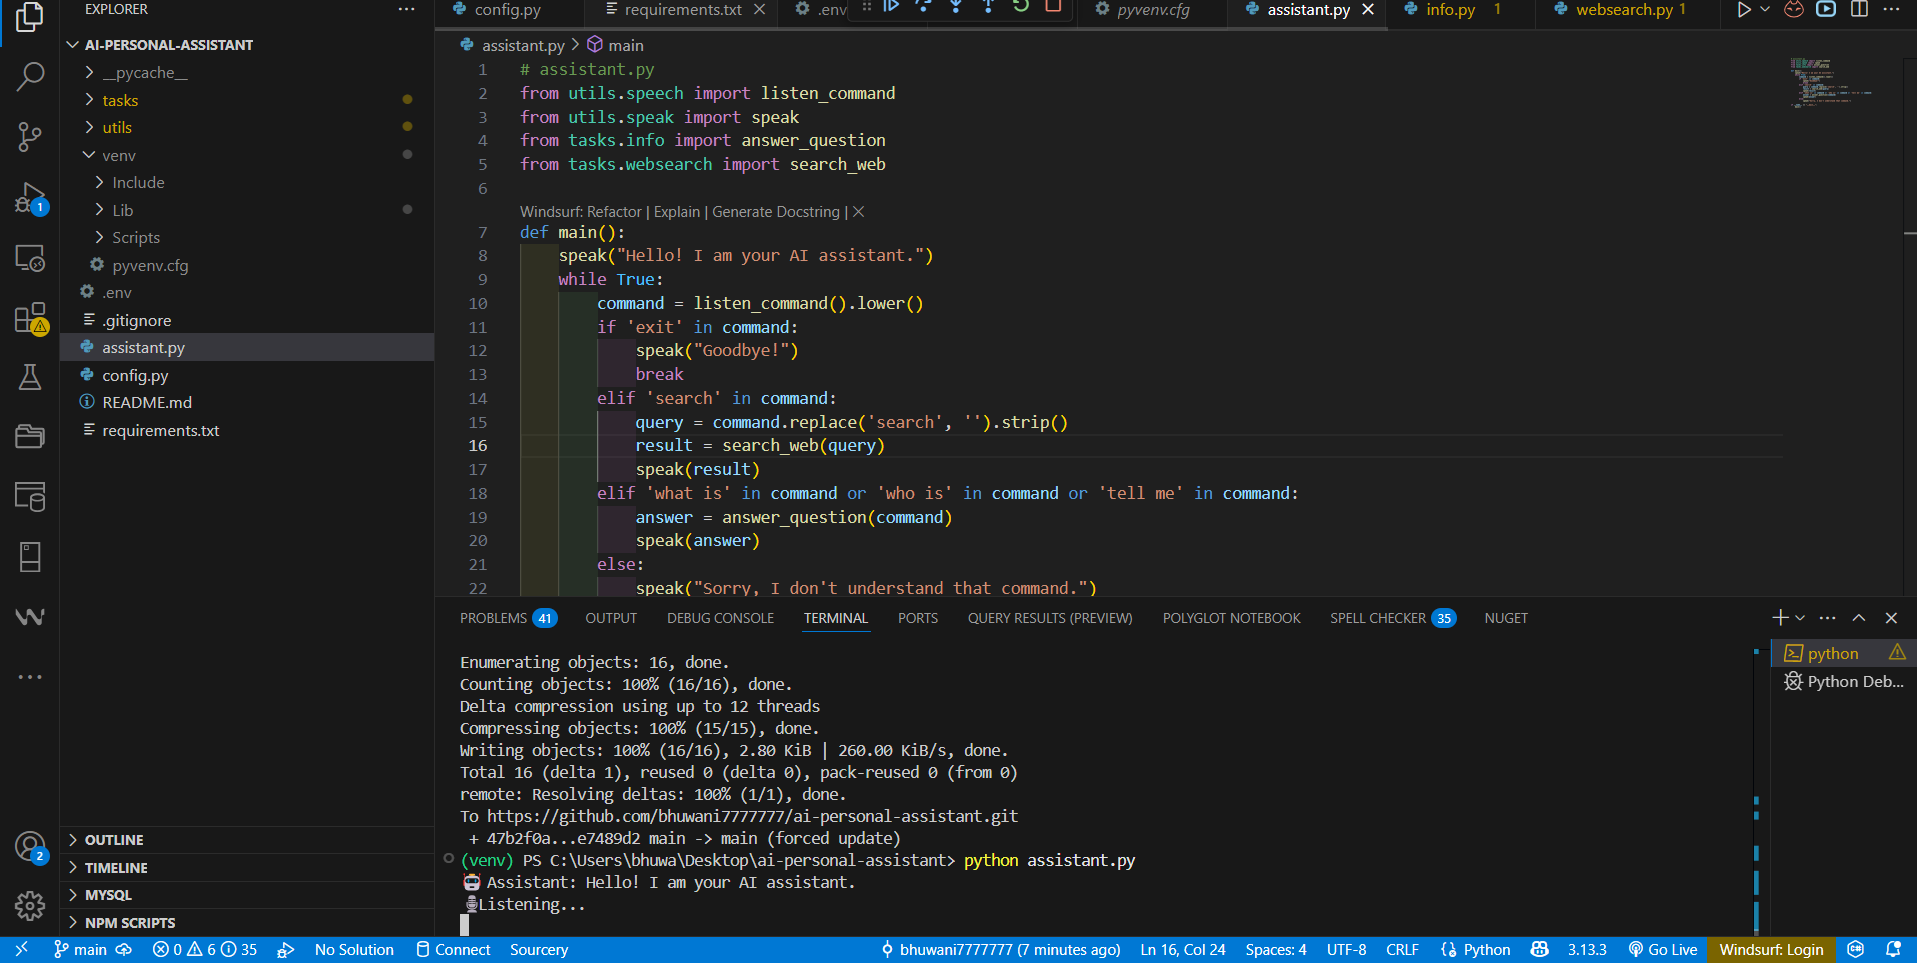 EXPLORER
AI-PERSONAL-ASSISTANT
__pycache__
tasks
utils
venv
Include
Lib
Scripts
pyvenv.cfg
.env
.gitignore
assistant.py
config.py
README.md
requirements.txt
OUTLINE
TIMELINE
MYSQL
NPM SCRIPTS
1
2
config.py
requirements.txt
.env
pyvenv.cfg
assistant.py
info.py 1
websearch.py 1
assistant.py > main
1 # assistant.py
2 from utils.speech import listen_command
3 from utils.speak import speak
4 from tasks.info import answer_question
5 from tasks.websearch import search_web
6
Windsurf: Refactor | Explain | Generate Docstring | X
7 def main():
8 speak("Hello! I am your AI assistant.")
9 while True:
10 command = listen_command().lower()
11 if 'exit' in command:
12 speak("Goodbye!")
13 break
14 elif 'search' in command:
15 query = command.replace('search', '').strip()
16 result = search_web(query)
17 speak(result)
18 elif 'what is' in command or 'who is' in command or 'tell me' in command:
19 answer = answer_question(command)
20 speak(answer)
21 else:
22 speak("Sorry, I don't understand that command.")
PROBLEMS 41 OUTPUT DEBUG CONSOLE TERMINAL PORTS QUERY RESULTS (PREVIEW) POLYGLOT NOTEBOOK SPELL CHECKER 35 NUGET
Enumerating objects: 16, done.
Counting objects: 100% (16/16), done.
Delta compression using up to 12 threads
Compressing objects: 100% (15/15), done.
Writing objects: 100% (16/16), 2.80 KiB | 260.00 KiB/s, done.
Total 16 (delta 1), reused 0 (delta 0), pack-reused 0 (from 0)
remote: Resolving deltas: 100% (1/1), done.
To https://github.com/bhuwani7777777/ai-personal-assistant.git
+ 47b2f0a...e7489d2 main -> main (forced update)
(venv) PS C:\Users\bhuwa\Desktop\ai-personal-assistant> python assistant.py
🤖 Assistant: Hello! I am your AI assistant.
🎙Listening...
python
Python Deb...
main 0 6 35 No Solution Connect Sourcery bhuwani7777777 (7 minutes ago) Ln 16, Col 24 Spaces: 4 UTF-8 CRLF Python 3.13.3 Go Live Windsurf: Login